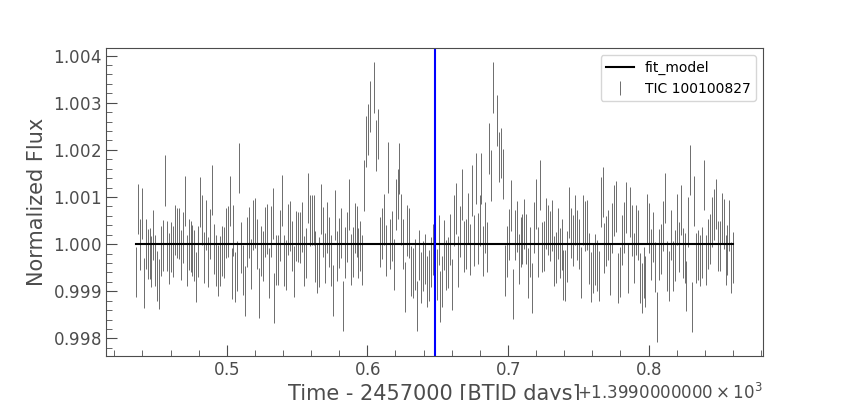 1.004
1.003
1.002
1.001
1.000
0.999
0.998
Normalized Flux
fit_model
TIC 100100827
0.5 0.6 0.7 0.8
Time - 2457000 [BTJD days]
+1.3990000000 × 10³